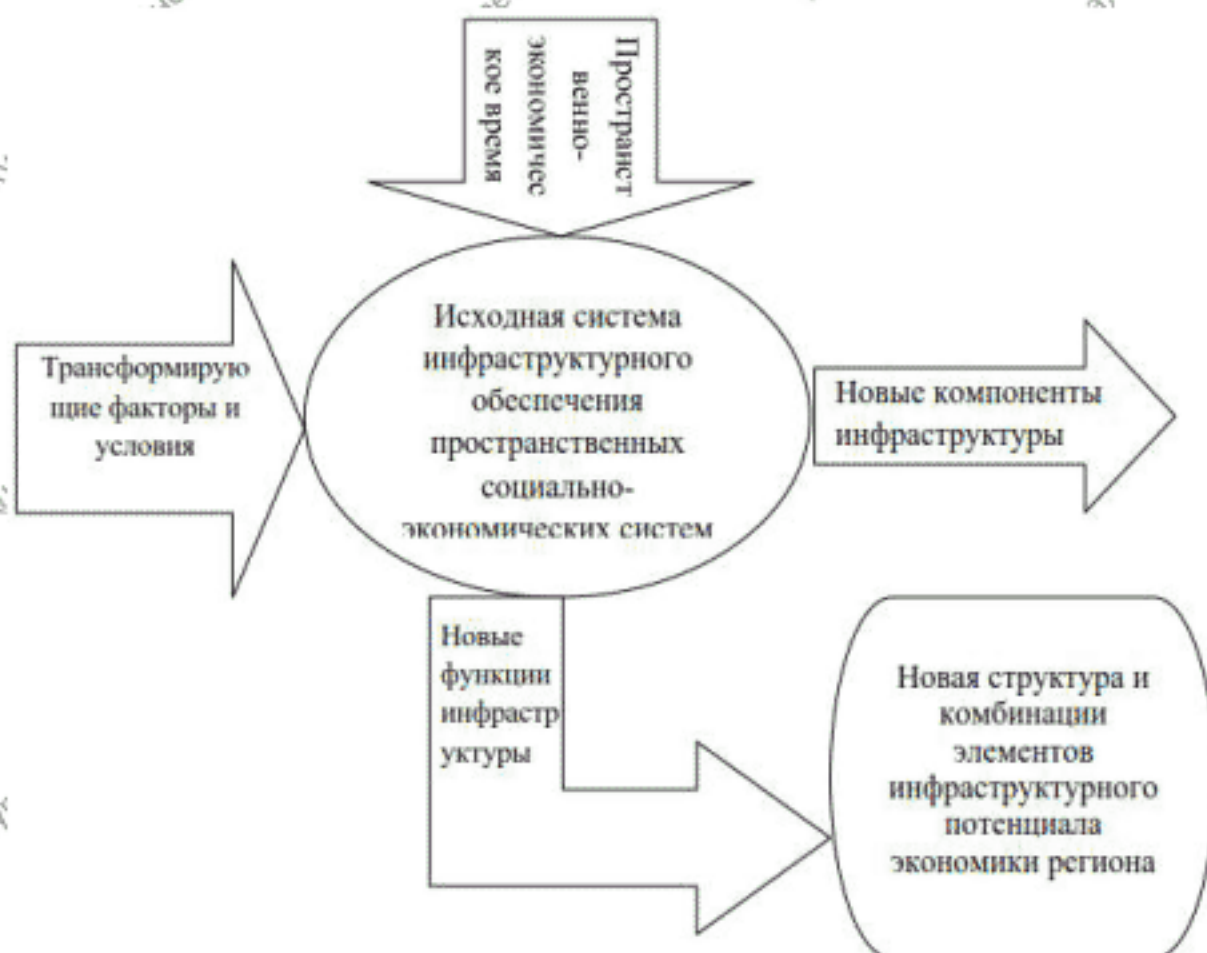 Пространст
венно-
экономичес
кое время
Исходная система
инфраструктурного
обеспечения
пространственных
социально-
экономических систем
Трансформирую
щие факторы и
условия
Новые компоненты
инфраструктуры
Новые
функции
инфрастр
уктуры
Новая структура и
комбинации
элементов
инфраструктурного
потенциала
экономики региона